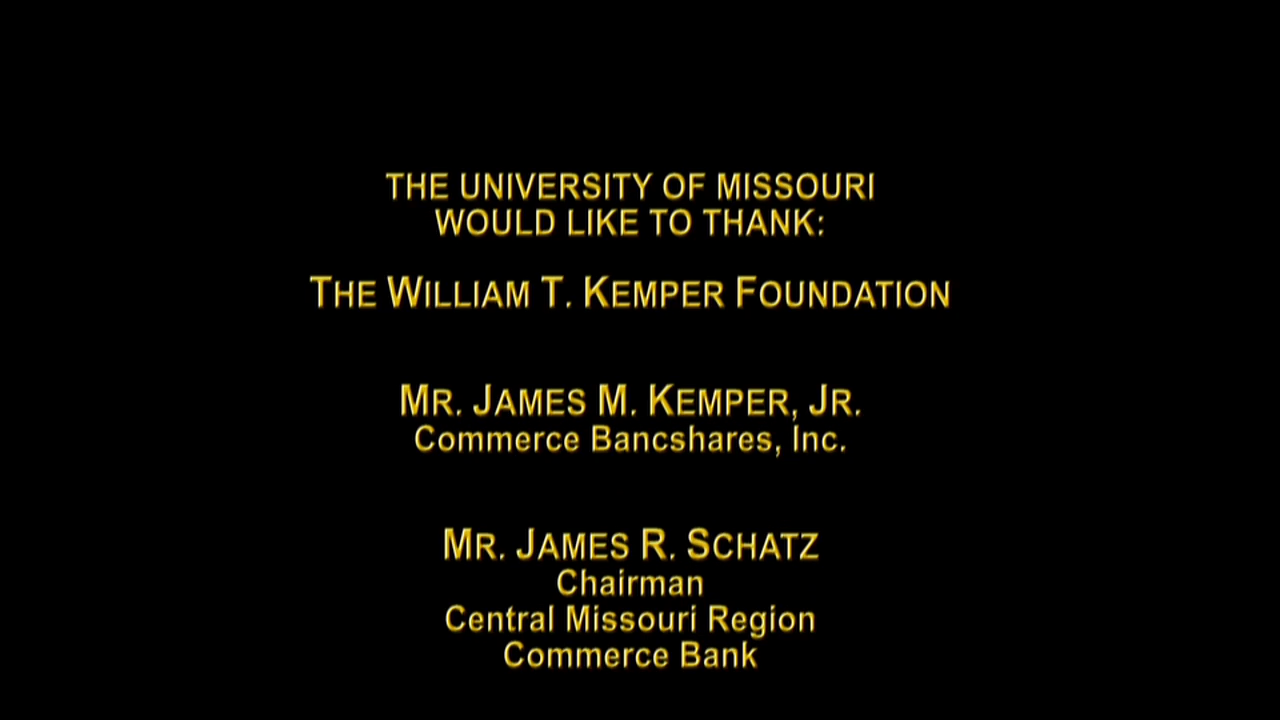 THE UNIVERSITY OF MISSOURI
WOULD LIKE TO THANK:
THE WILLIAM T. KEMPER FOUNDATION
MR. JAMES M. KEMPER, JR.
Commerce Bancshares, Inc.
MR. JAMES R. SCHATZ
Chairman
Central Missouri Region
Commerce Bank